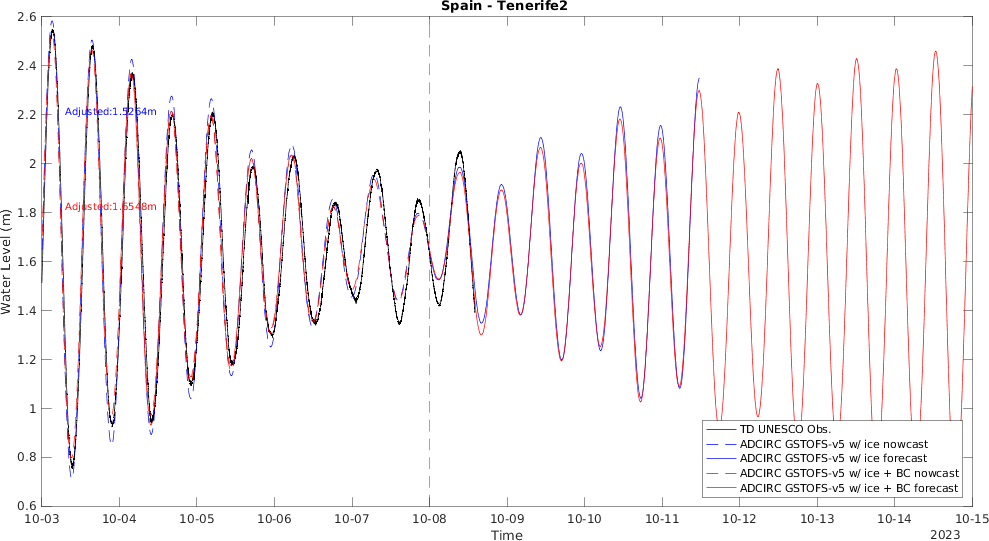 Spain - Tenerife2
2.6
2.4
2.2
2
1.8
1.6
1.4
1.2
1
0.8
0.6
Water Level (m)
Adjusted:1.5264m
Adjusted:1.6548m
TD UNESCO Obs.
ADCIRC GSTOFS-v5 w/ ice nowcast
ADCIRC GSTOFS-v5 w/ ice forecast
ADCIRC GSTOFS-v5 w/ ice + BC nowcast
ADCIRC GSTOFS-v5 w/ ice + BC forecast
10-03 10-04 10-05 10-06 10-07 10-08 10-09 10-10 10-11 10-12 10-13 10-14 10-15
Time
2023